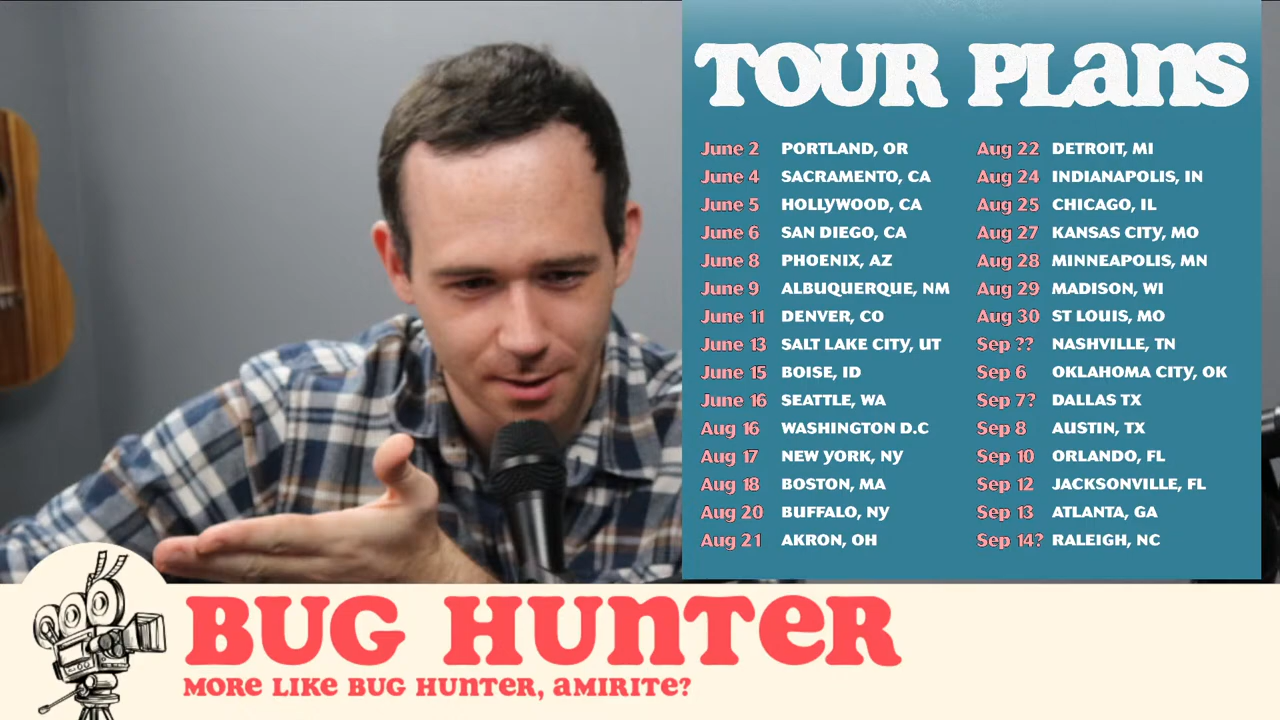 TOUR PLANS
June 2 PORTLAND, OR
June 4 SACRAMENTO, CA
June 5 HOLLYWOOD, CA
June 6 SAN DIEGO, CA
June 8 PHOENIX, AZ
June 9 ALBUQUERQUE, NM
June 11 DENVER, CO
June 13 SALT LAKE CITY, UT
June 15 BOISE, ID
June 16 SEATTLE, WA
Aug 16 WASHINGTON D.C
Aug 17 NEW YORK, NY
Aug 18 BOSTON, MA
Aug 20 BUFFALO, NY
Aug 21 AKRON, OH
Aug 22 DETROIT, MI
Aug 24 INDIANAPOLIS, IN
Aug 25 CHICAGO, IL
Aug 27 KANSAS CITY, MO
Aug 28 MINNEAPOLIS, MN
Aug 29 MADISON, WI
Aug 30 ST LOUIS, MO
Sep ?? NASHVILLE, TN
Sep 6 OKLAHOMA CITY, OK
Sep 7? DALLAS TX
Sep 8 AUSTIN, TX
Sep 10 ORLANDO, FL
Sep 12 JACKSONVILLE, FL
Sep 13 ATLANTA, GA
Sep 14? RALEIGH, NC
BUG HUNTER
MORE LIKE BUG HUNTER, AMIRITE?